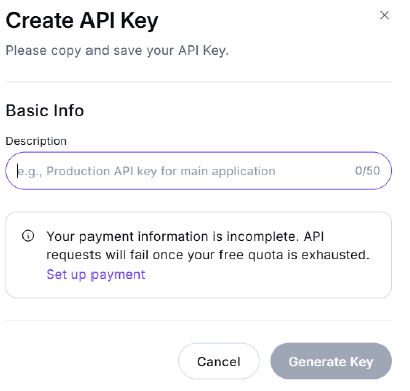 Create API Key
Please copy and save your API Key.
Basic Info
Description
e.g., Production API key for main application 0/50
Your payment information is incomplete. API
requests will fail once your free quota is exhausted.
Set up payment
Cancel Generate Key